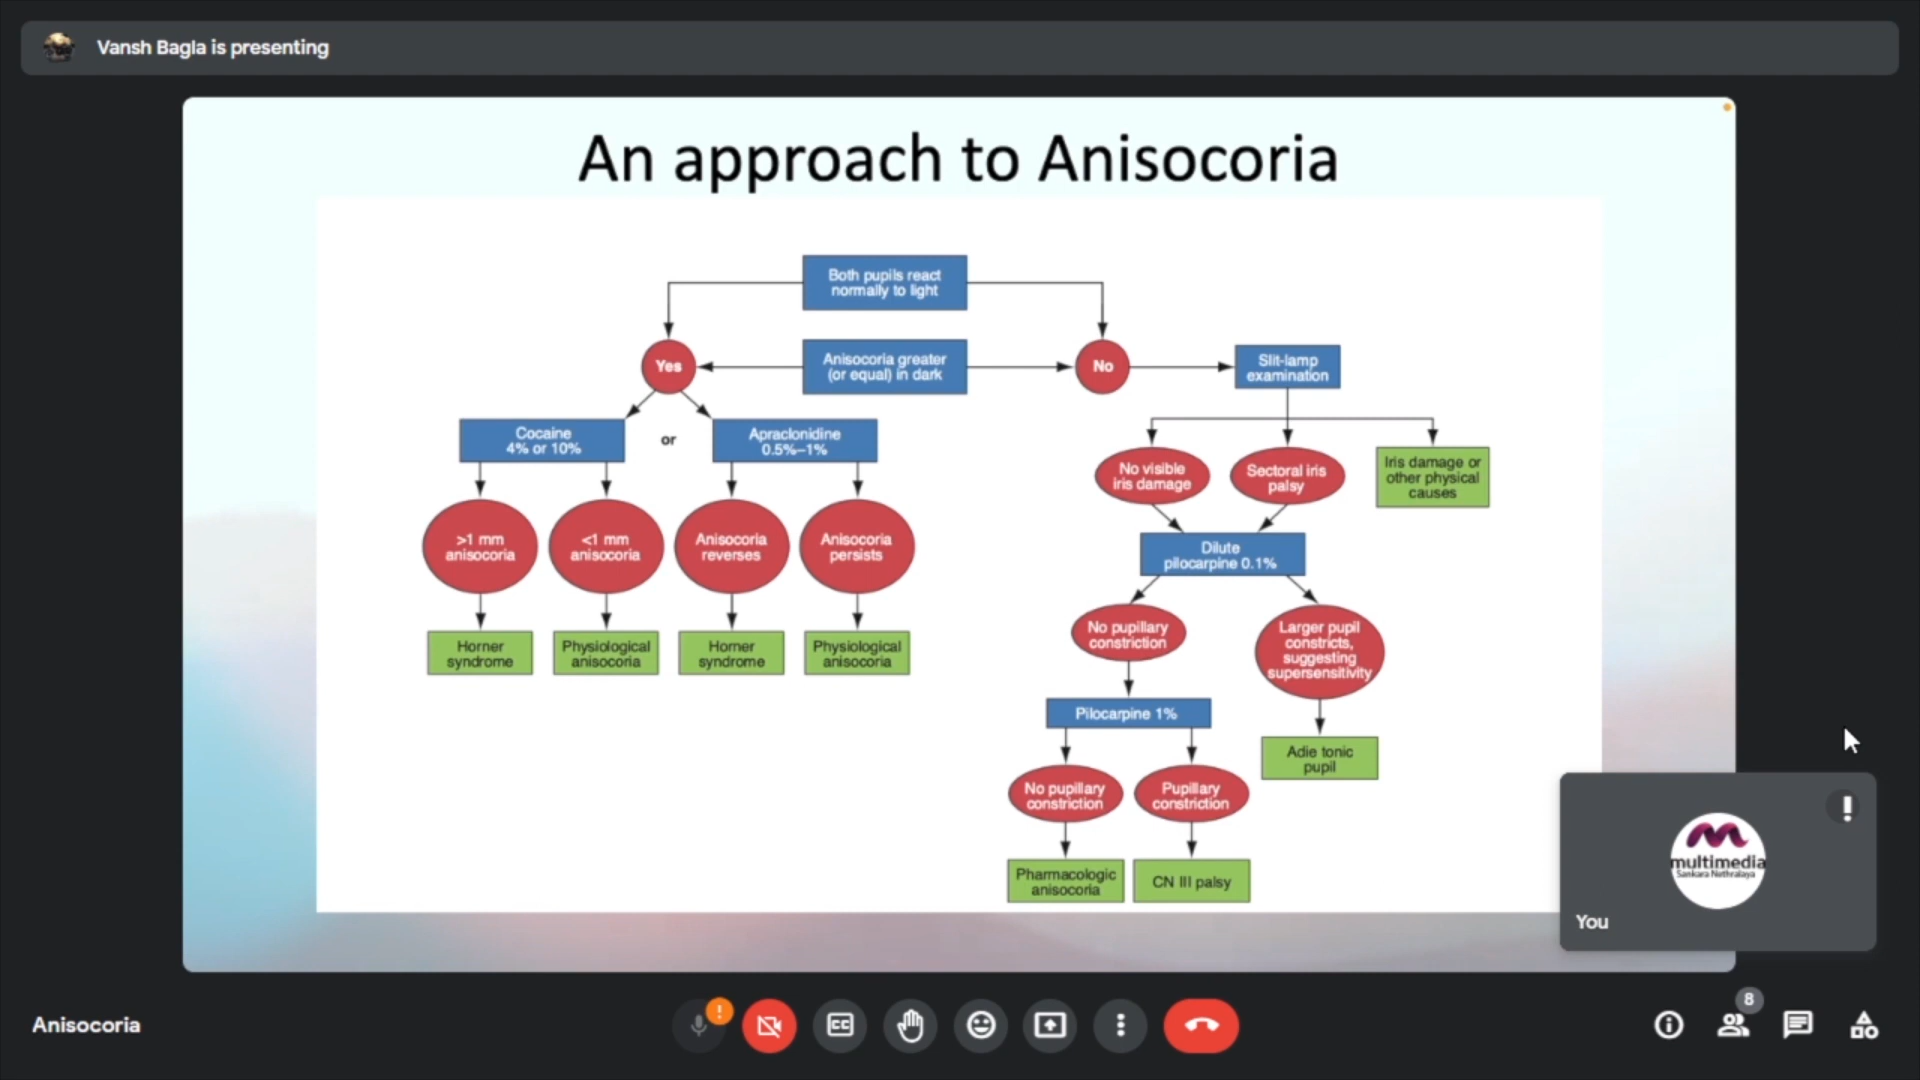 Vansh Bagla is presenting
An approach to Anisocoria
Both pupils react
normally to light
Yes
Anisocoria greater
(or equal) in dark
No
Slit-lamp
examination
Cocaine
4% or 10%
or
Apraclonidine
0.5%–1%
No visible
iris damage
Sectoral iris
palsy
Iris damage or
other physical
causes
>1 mm
anisocoria
<1 mm
anisocoria
Anisocoria
reverses
Anisocoria
persists
Dilute
pilocarpine 0.1%
Horner
syndrome
Physiological
anisocoria
Horner
syndrome
Physiological
anisocoria
No pupillary
constriction
Larger pupil
constricts,
suggesting
supersensitivity
Pilocarpine 1%
Adie tonic
pupil
No pupillary
constriction
Pupillary
constriction
Pharmacologic
anisocoria
CN III palsy
multimedia
Sankara Nethralaya
You
Anisocoria
!
CC
8